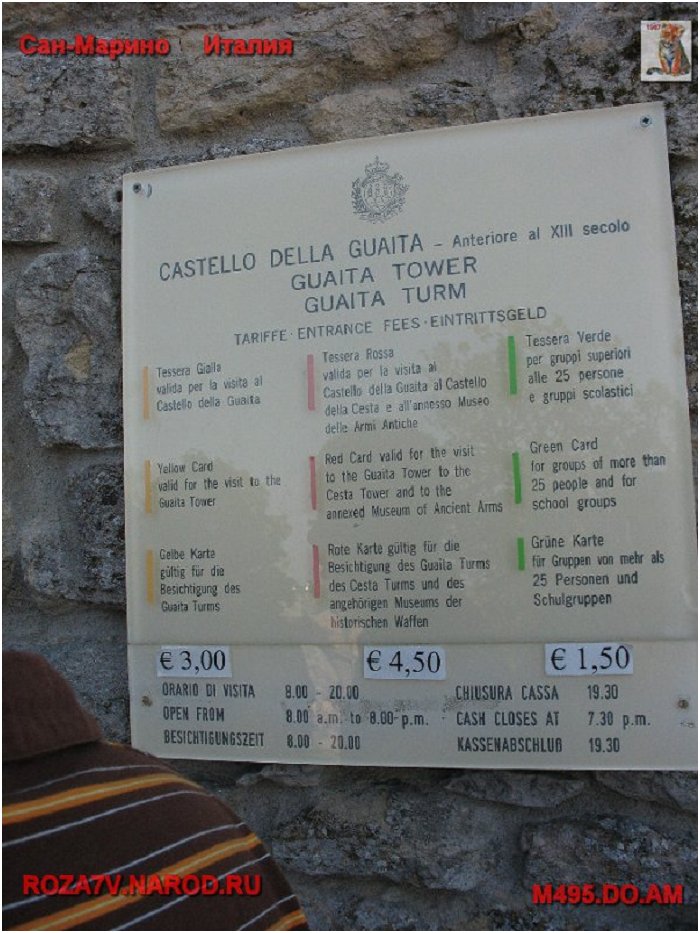 Сан-Марино Италия
1987
CASTELLO DELLA GUAITA - Anteriore al XIII secolo
GUAITA TOWER
GUAITA TURM
TARIFFE · ENTRANCE FEES · EINTRITTSGELD
Tessera Gialla
valida per la visita al
Castello della Guaita
Tessera Rossa
valida per la visita al
Castello della Guaita al Castello
della Cesta e all'annesso Museo
delle Armi Antiche
Tessera Verde
per gruppi superiori
alle 25 persone
e gruppi scolastici
Yellow Card
valid for the visit to the
Guaita Tower
Red Card valid for the visit
to the Guaita Tower to the
Cesta Tower and to the
annexed Museum of Ancient Arms
Green Card
for groups of more than
25 people and for
school groups
Gelbe Karte
gültig für die
Besichtigung des
Guaita Turms
Rote Karte gültig für die
Besichtigung des Guaita Turms
des Cesta Turms und des
angehörigen Museums der
historischen Waffen
Grüne Karte
für Gruppen von mehr als
25 Personen und
Schulgruppen
€ 3,00 € 4,50 € 1,50
ORARIO DI VISITA 8.00 - 20.00 CHIUSURA CASSA 19.30
OPEN FROM 8.00 a.m. to 8.00 p.m. - CASH CLOSES AT 7.30 p.m.
BESICHTIGUNGSZEIT 8.00 - 20.00 KASSENABSCHLUB 19.30
ROZA7V.NAROD.RU
M495.DO.AM